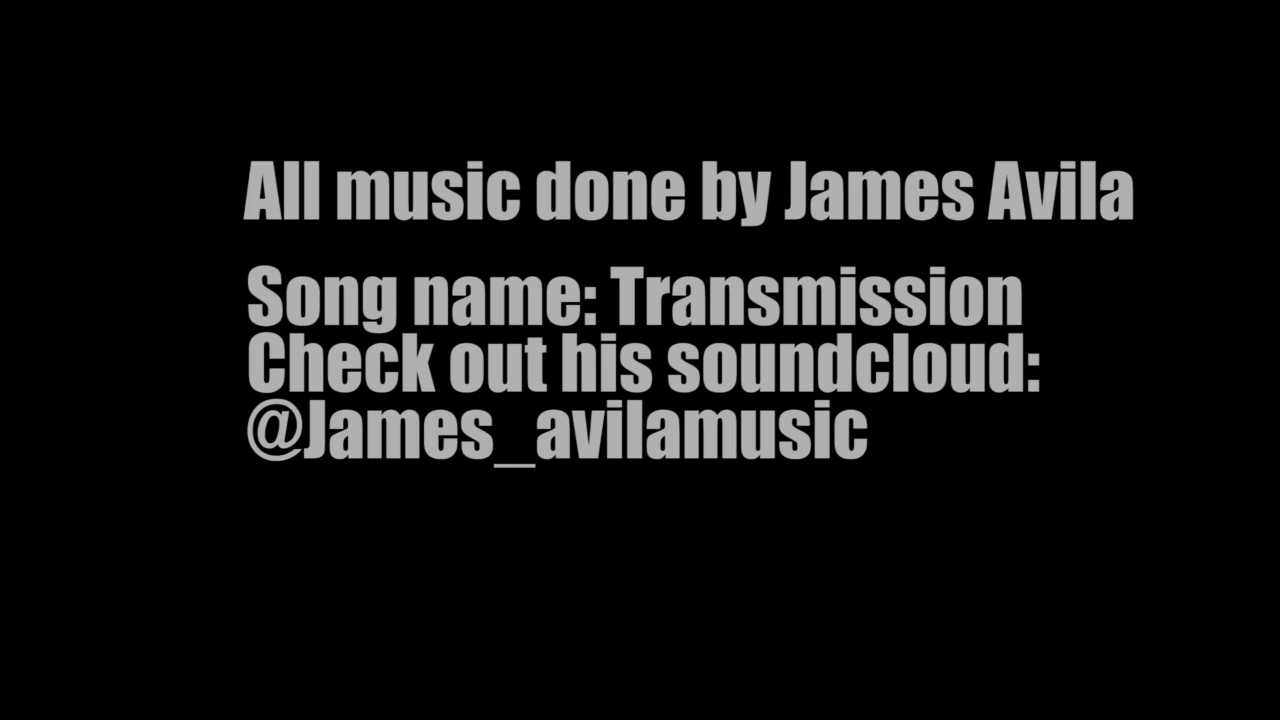 All music done by James Avila
Song name: Transmission
Check out his soundcloud:
@James_avilamusic